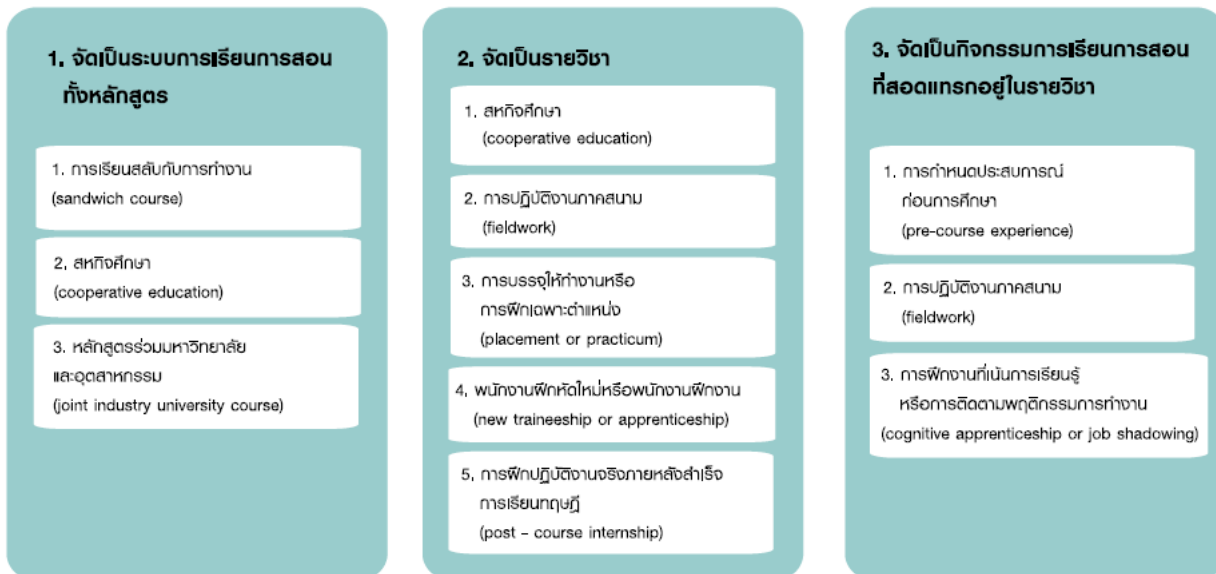 1. จัดเป็นระบบการเรียนการสอน
ทั้งหลักสูตร
1. การเรียนสลับกับการทำงาน
(sandwich course)
2. สหกิจศึกษา
(cooperative education)
3. หลักสูตรร่วมมหาวิทยาลัย
และอุตสาหกรรม
(joint industry university course)
2. จัดเป็นรายวิชา
1. สหกิจศึกษา
(cooperative education)
2. การปฏิบัติงานภาคสนาม
(fieldwork)
3. การบรรจุให้ทำงานหรือ
การฝึกเฉพาะตำแหน่ง
(placement or practicum)
4. พนักงานฝึกหัดใหม่หรือพนักงานฝึกงาน
(new traineeship or apprenticeship)
5. การฝึกปฏิบัติงานจริงภายหลังสำเร็จ
การเรียนทฤษฎี
(post - course internship)
3. จัดเป็นกิจกรรมการเรียนการสอน
ที่สอดแทรกอยู่ในรายวิชา
1. การกำหนดประสบการณ์
ก่อนการศึกษา
(pre-course experience)
2. การปฏิบัติงานภาคสนาม
(fieldwork)
3. การฝึกงานที่เน้นการเรียนรู้
หรือการติดตามพฤติกรรมการทำงาน
(cognitive apprenticeship or job shadowing)